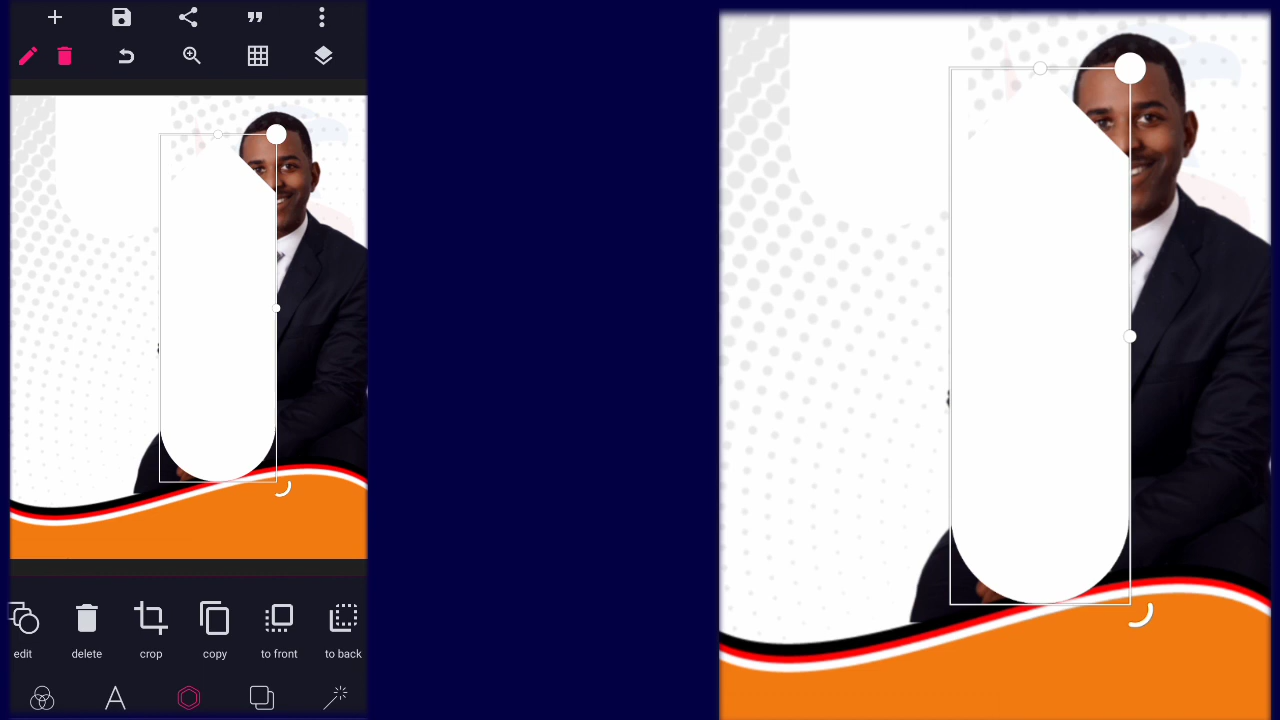 edit
delete
crop
copy
to front
to back